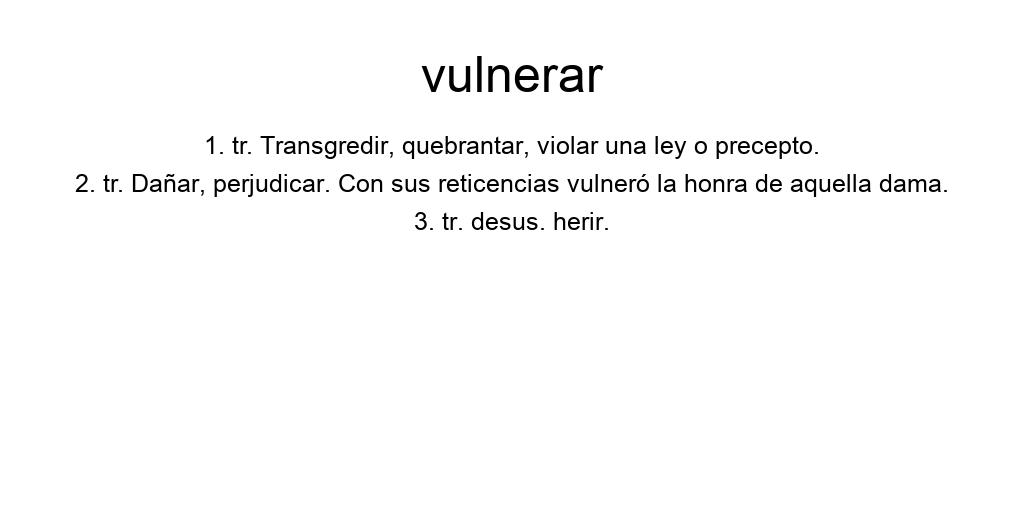 vulnerar
1. tr. Transgredir, quebrantar, violar una ley o precepto.
2. tr. Dañar, perjudicar. Con sus reticencias vulneró la honra de aquella dama.
3. tr. desus. herir.